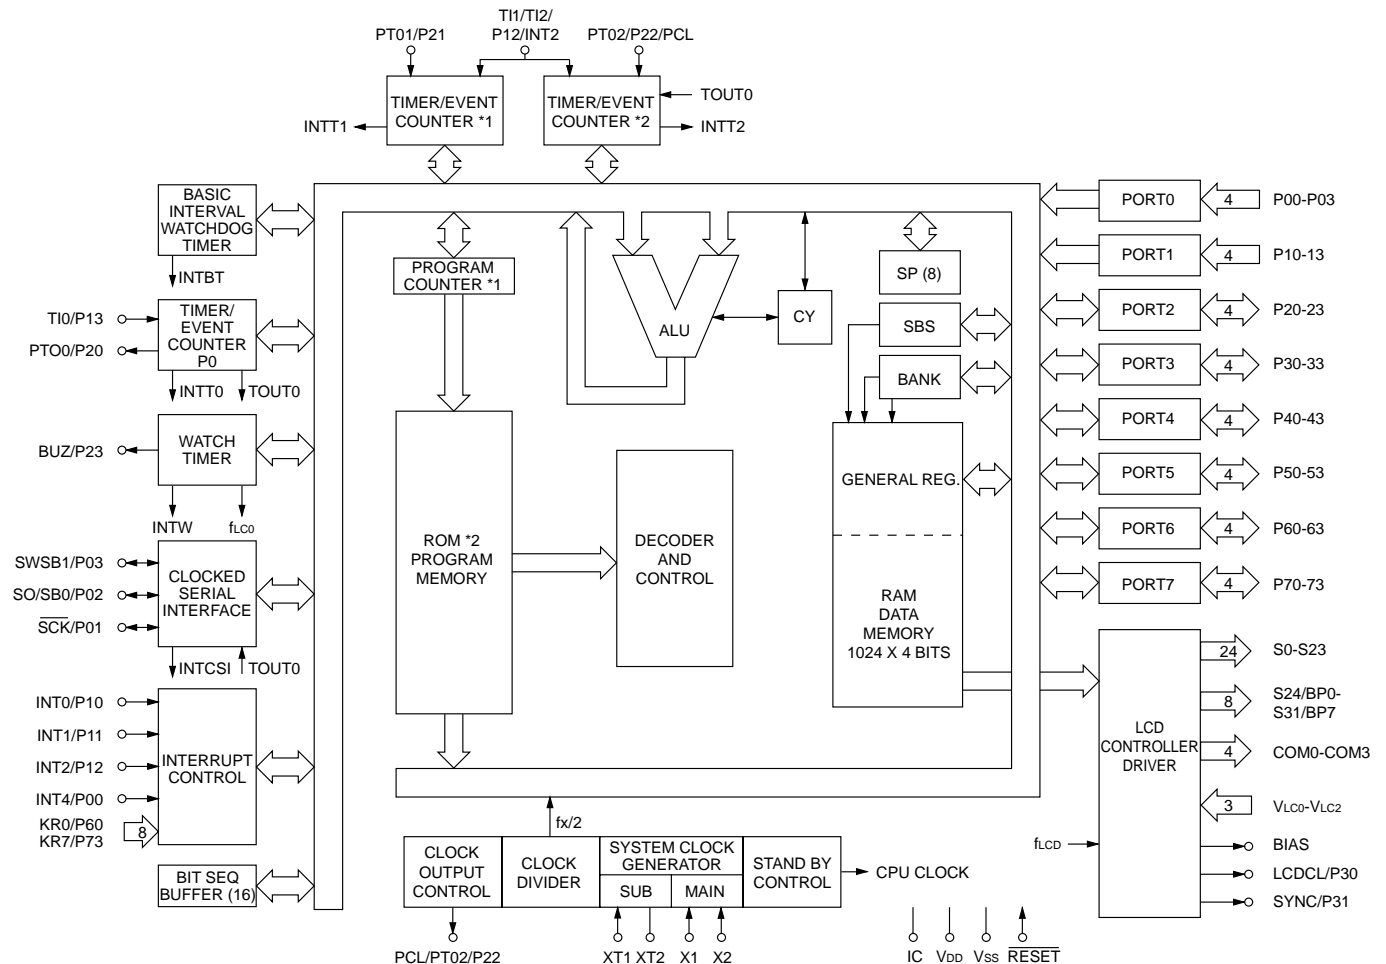 TI1/TI2/
P12/INT2
PT01/P21
PT02/P22/PCL
TIMER/EVENT
COUNTER *1
TIMER/EVENT
COUNTER *2
TOUT0
INTT1
INTT2
BASIC
INTERVAL
WATCHDOG
TIMER
INTBT
TI0/P13
PTO0/P20
TIMER/
EVENT
COUNTER
P0
INTT0
TOUT0
BUZ/P23
WATCH
TIMER
INTW
fLC0
SWSB1/P03
SO/SB0/P02
SCK/P01
CLOCKED
SERIAL
INTERFACE
INTCSI
TOUT0
INT0/P10
INT1/P11
INT2/P12
INT4/P00
KR0/P60
KR7/P73
8
INTERRUPT
CONTROL
BIT SEQ
BUFFER (16)
PROGRAM
COUNTER *1
ALU
CY
SP (8)
SBS
BANK
GENERAL REG.
RAM
DATA
MEMORY
1024 X 4 BITS
ROM *2
PROGRAM
MEMORY
DECODER
AND
CONTROL
fx/2
CLOCK
OUTPUT
CONTROL
CLOCK
DIVIDER
SYSTEM CLOCK
GENERATOR
SUB
MAIN
STAND BY
CONTROL
CPU CLOCK
PCL/PT02/P22
XT1
XT2
X1
X2
IC
VDD
VSS
RESET
PORT0
4
P00-P03
PORT1
4
P10-13
PORT2
4
P20-23
PORT3
4
P30-33
PORT4
4
P40-43
PORT5
4
P50-53
PORT6
4
P60-63
PORT7
4
P70-73
LCD
CONTROLLER
DRIVER
fLCD
24
S0-S23
8
S24/BP0-
S31/BP7
4
COM0-COM3
3
VLC0-VLC2
BIAS
LCDCL/P30
SYNC/P31